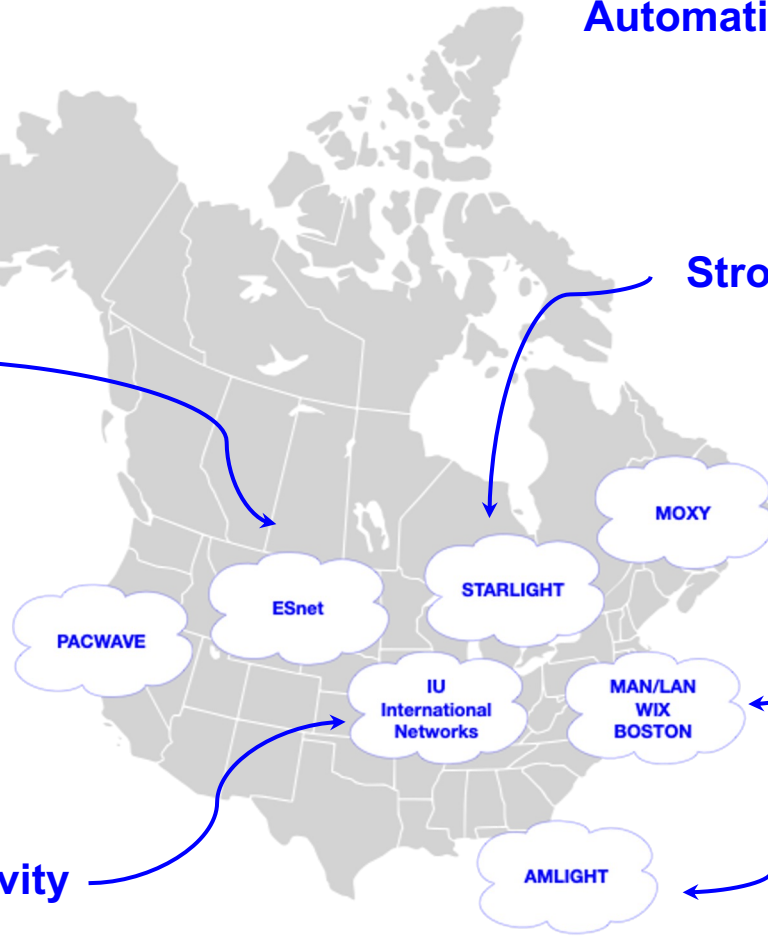 Automati
Stro
MOXY
STARLIGHT
ESnet
PACWAVE
IU
International
Networks
MAN/LAN
WIX
BOSTON
vity
AMLIGHT